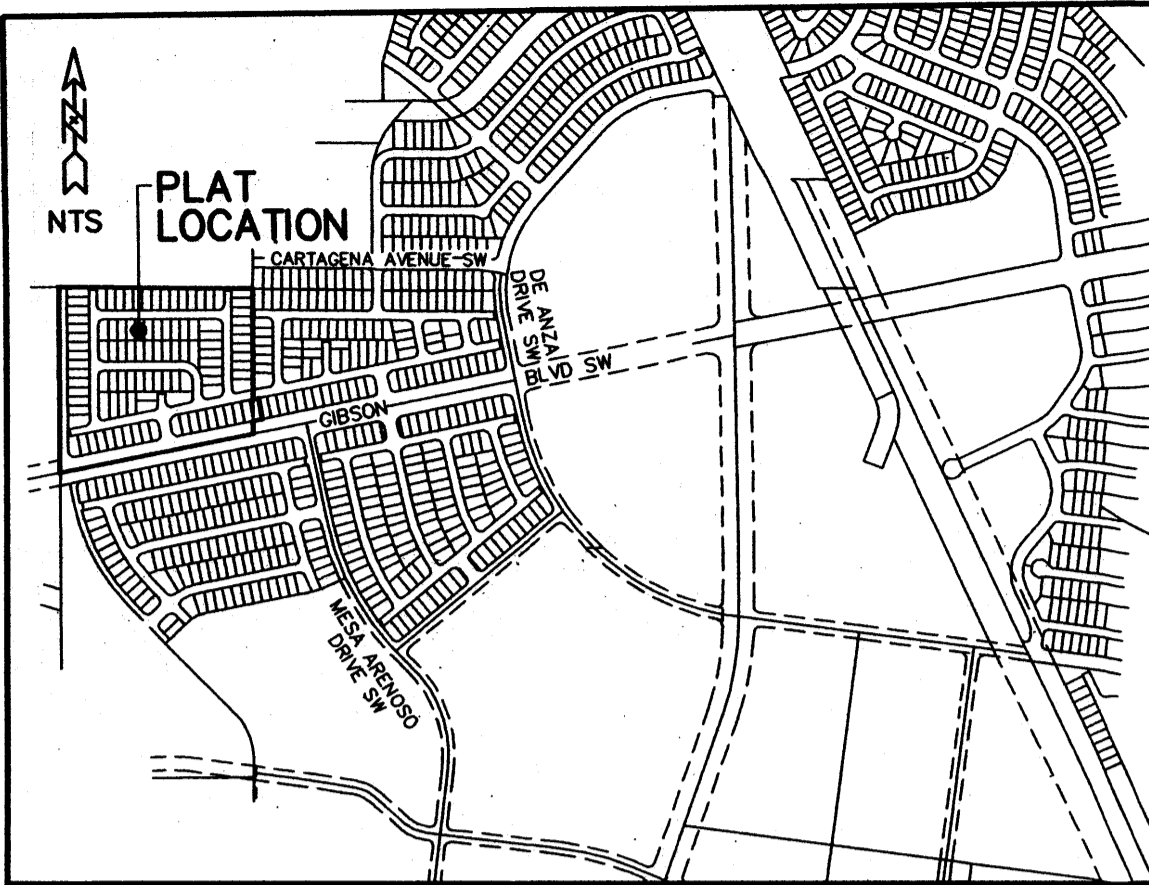 N
NTS
PLAT
LOCATION
CARTAGENA AVENUE SW
DE ANZA
DRIVE SW
BLVD SW
GIBSON
MESA ARENOSO
DRIVE SW